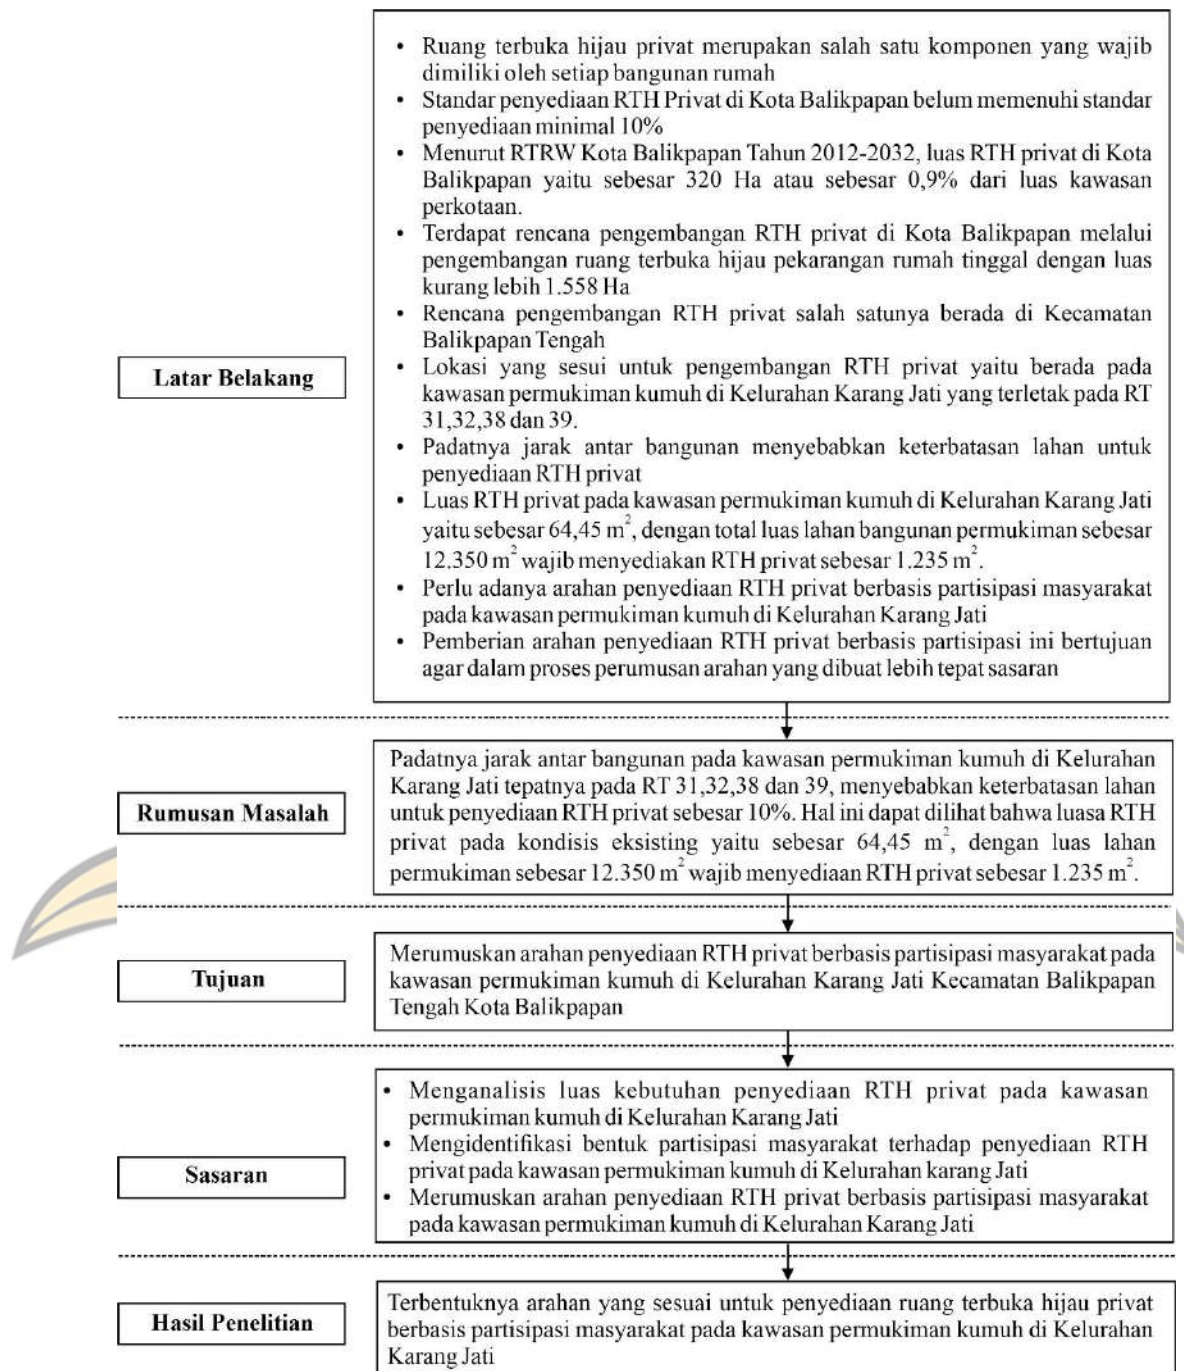 • Ruang terbuka hijau privat merupakan salah satu komponen yang wajib
dimiliki oleh setiap bangunan rumah
• Standar penyediaan RTH Privat di Kota Balikpapan belum memenuhi standar
penyediaan minimal 10%
• Menurut RTRW Kota Balikpapan Tahun 2012-2032, luas RTH privat di Kota
Balikpapan yaitu sebesar 320 Ha atau sebesar 0,9% dari luas kawasan
perkotaan.
• Terdapat rencana pengembangan RTH privat di Kota Balikpapan melalui
pengembangan ruang terbuka hijau pekarangan rumah tinggal dengan luas
kurang lebih 1.558 Ha
• Rencana pengembangan RTH privat salah satunya berada di Kecamatan
Balikpapan Tengah
Latar Belakang
• Lokasi yang sesui untuk pengembangan RTH privat yaitu berada pada
kawasan permukiman kumuh di Kelurahan Karang Jati yang terletak pada RT
31,32,38 dan 39.
• Padatnya jarak antar bangunan menyebabkan keterbatasan lahan untuk
penyediaan RTH privat
• Luas RTH privat pada kawasan permukiman kumuh di Kelurahan Karang Jati
yaitu sebesar 64,45 m², dengan total luas lahan bangunan permukiman sebesar
12.350 m² wajib menyediakan RTH privat sebesar 1.235 m².
• Perlu adanya arahan penyediaan RTH privat berbasis partisipasi masyarakat
pada kawasan permukiman kumuh di Kelurahan Karang Jati
• Pemberian arahan penyediaan RTH privat berbasis partisipasi ini bertujuan
agar dalam proses perumusan arahan yang dibuat lebih tepat sasaran
Rumusan Masalah
Padatnya jarak antar bangunan pada kawasan permukiman kumuh di Kelurahan
Karang Jati tepatnya pada RT 31,32,38 dan 39, menyebabkan keterbatasan lahan
untuk penyediaan RTH privat sebesar 10%. Hal ini dapat dilihat bahwa luasa RTH
privat pada kondisis eksisting yaitu sebesar 64,45 m², dengan luas lahan
permukiman sebesar 12.350 m² wajib menyediaan RTH privat sebesar 1.235 m².
Tujuan
Merumuskan arahan penyediaan RTH privat berbasis partisipasi masyarakat pada
kawasan permukiman kumuh di Kelurahan Karang Jati Kecamatan Balikpapan
Tengah Kota Balikpapan
Sasaran
• Menganalisis luas kebutuhan penyediaan RTH privat pada kawasan
permukiman kumuh di Kelurahan Karang Jati
• Mengidentifikasi bentuk partisipasi masyarakat terhadap penyediaan RTH
privat pada kawasan permukiman kumuh di Kelurahan karang Jati
• Merumuskan arahan penyediaan RTH privat berbasis partisipasi masyarakat
pada kawasan permukiman kumuh di Kelurahan Karang Jati
Hasil Penelitian
Terbentuknya arahan yang sesuai untuk penyediaan ruang terbuka hijau privat
berbasis partisipasi masyarakat pada kawasan permukiman kumuh di Kelurahan
Karang Jati